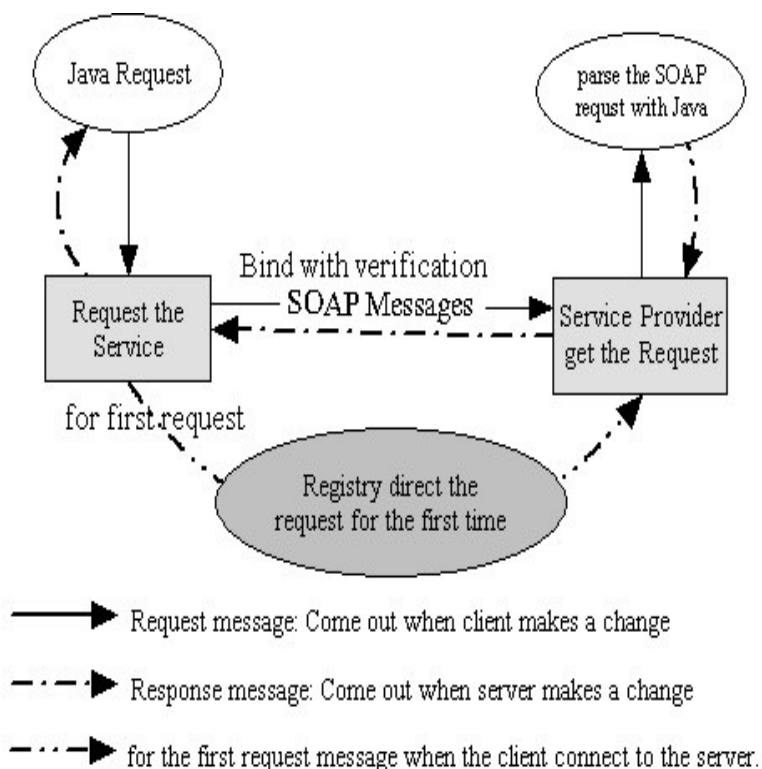 Java Request
parse the SOAP
requst with Java
Bind with verification
SOAP Messages
Request the
Service
Service Provider
get the Request
for first request
Registry direct the
request for the first time
Request message: Come out when client makes a change
Response message: Come out when server makes a change
for the first request message when the client connect to the server.